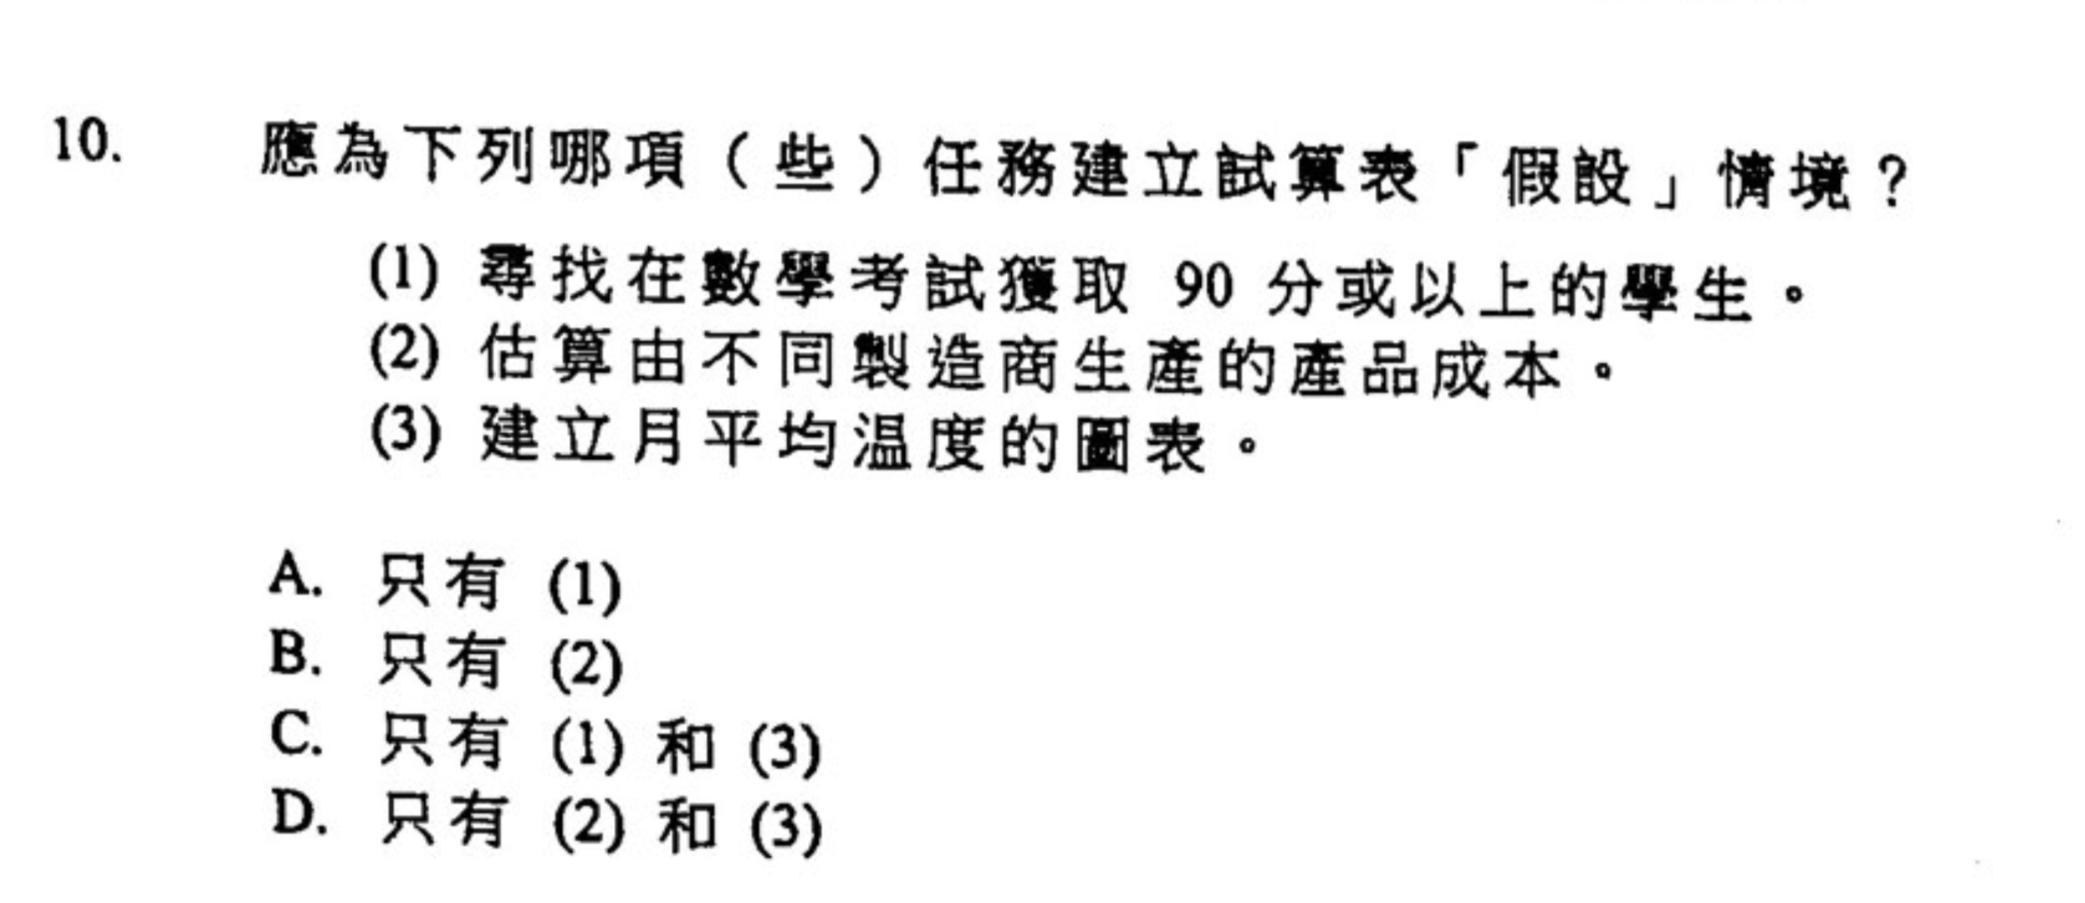 10. 應為下列哪項（些）任務建立試算表「假設」情境？
(1) 尋找在數學考試獲取 90 分或以上的學生。
(2) 估算由不同製造商生產的產品成本。
(3) 建立月平均温度的圖表。
A. 只有 (1)
B. 只有 (2)
C. 只有 (1) 和 (3)
D. 只有 (2) 和 (3)